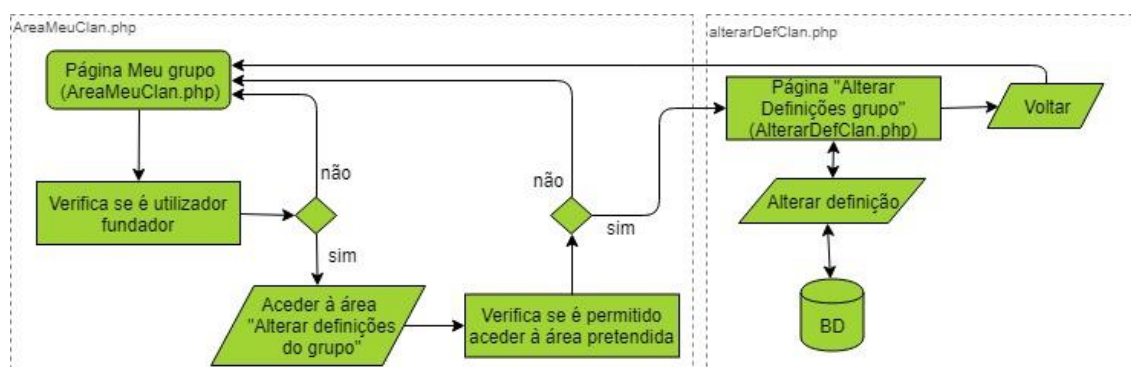 AreaMeuClan.php
Página Meu grupo
(AreaMeuClan.php)
Verifica se é utilizador
fundador
não
sim
Aceder à área
"Alterar definições
do grupo"
Verifica se é permitido
aceder à área pretendida
não
sim
alterarDefClan.php
Página "Alterar
Definições grupo"
(AlterarDefClan.php)
Voltar
Alterar definição
BD